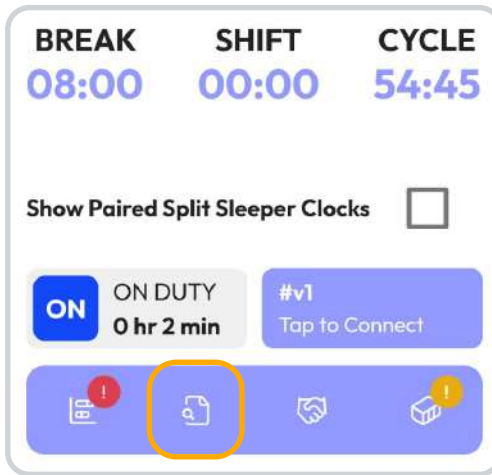 BREAK SHIFT CYCLE
08:00 00:00 54:45
Show Paired Split Sleeper Clocks
ON ON DUTY
0 hr 2 min
#v1
Tap to Connect
! !